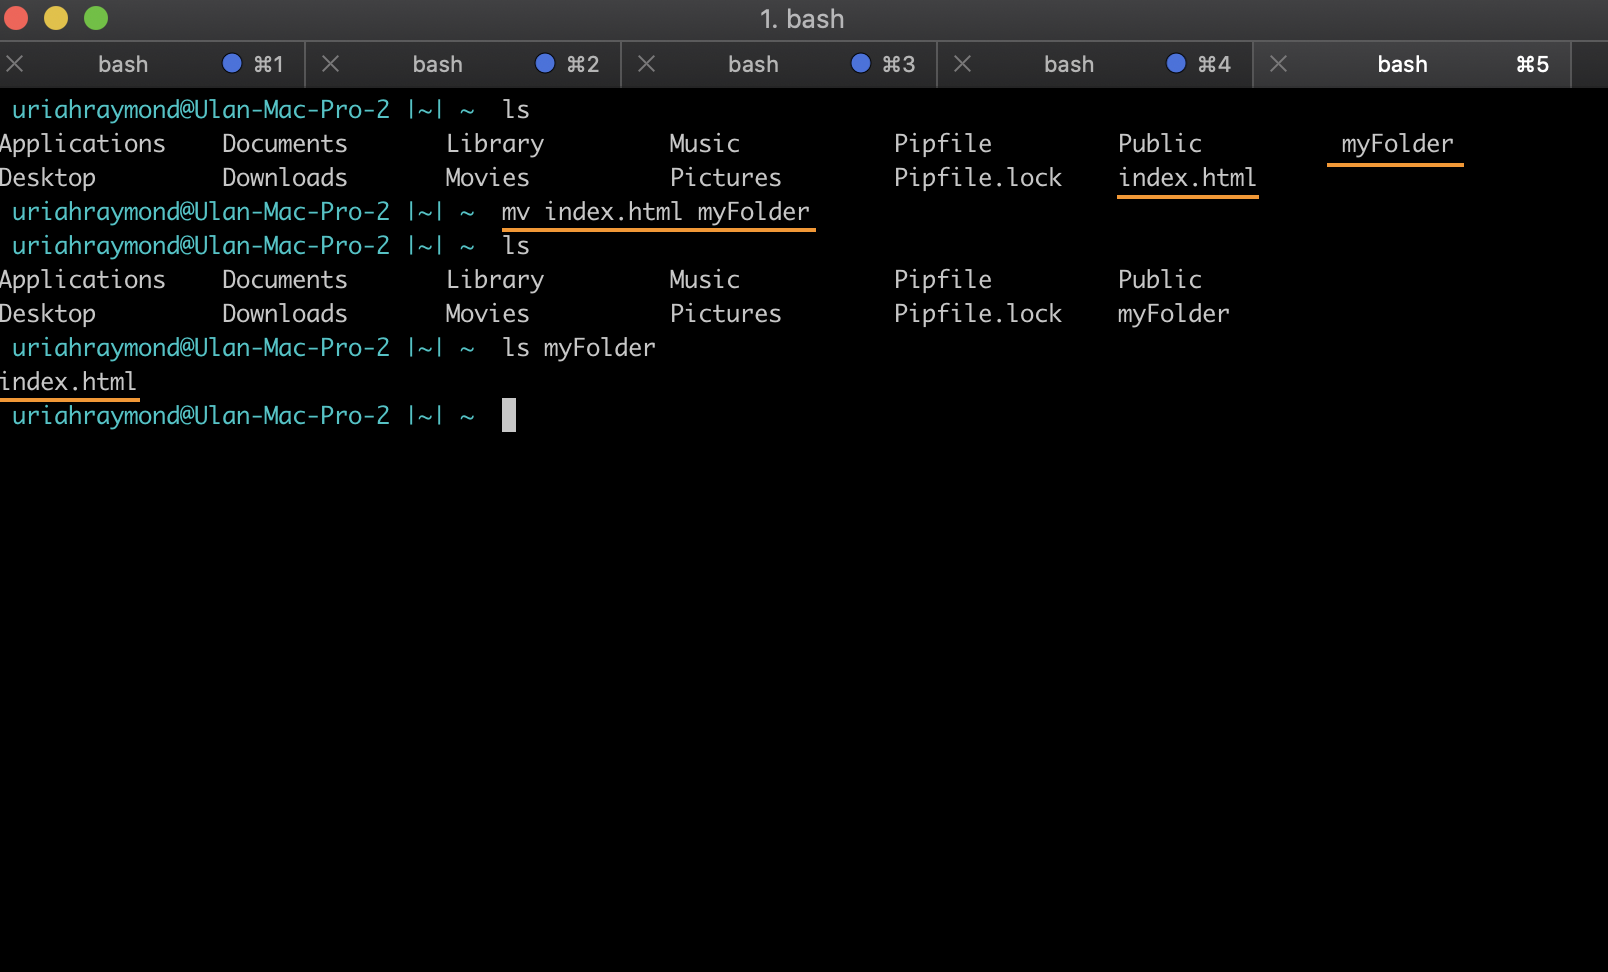 1. bash
bash ⌘1 bash ⌘2 bash ⌘3 bash ⌘4 bash ⌘5
uriahraymond@Ulan-Mac-Pro-2 |~| ~ ls
Applications Documents Library Music Pipfile Public myFolder
Desktop Downloads Movies Pictures Pipfile.lock index.html
uriahraymond@Ulan-Mac-Pro-2 |~| ~ mv index.html myFolder
uriahraymond@Ulan-Mac-Pro-2 |~| ~ ls
Applications Documents Library Music Pipfile Public
Desktop Downloads Movies Pictures Pipfile.lock myFolder
uriahraymond@Ulan-Mac-Pro-2 |~| ~ ls myFolder
index.html
uriahraymond@Ulan-Mac-Pro-2 |~| ~